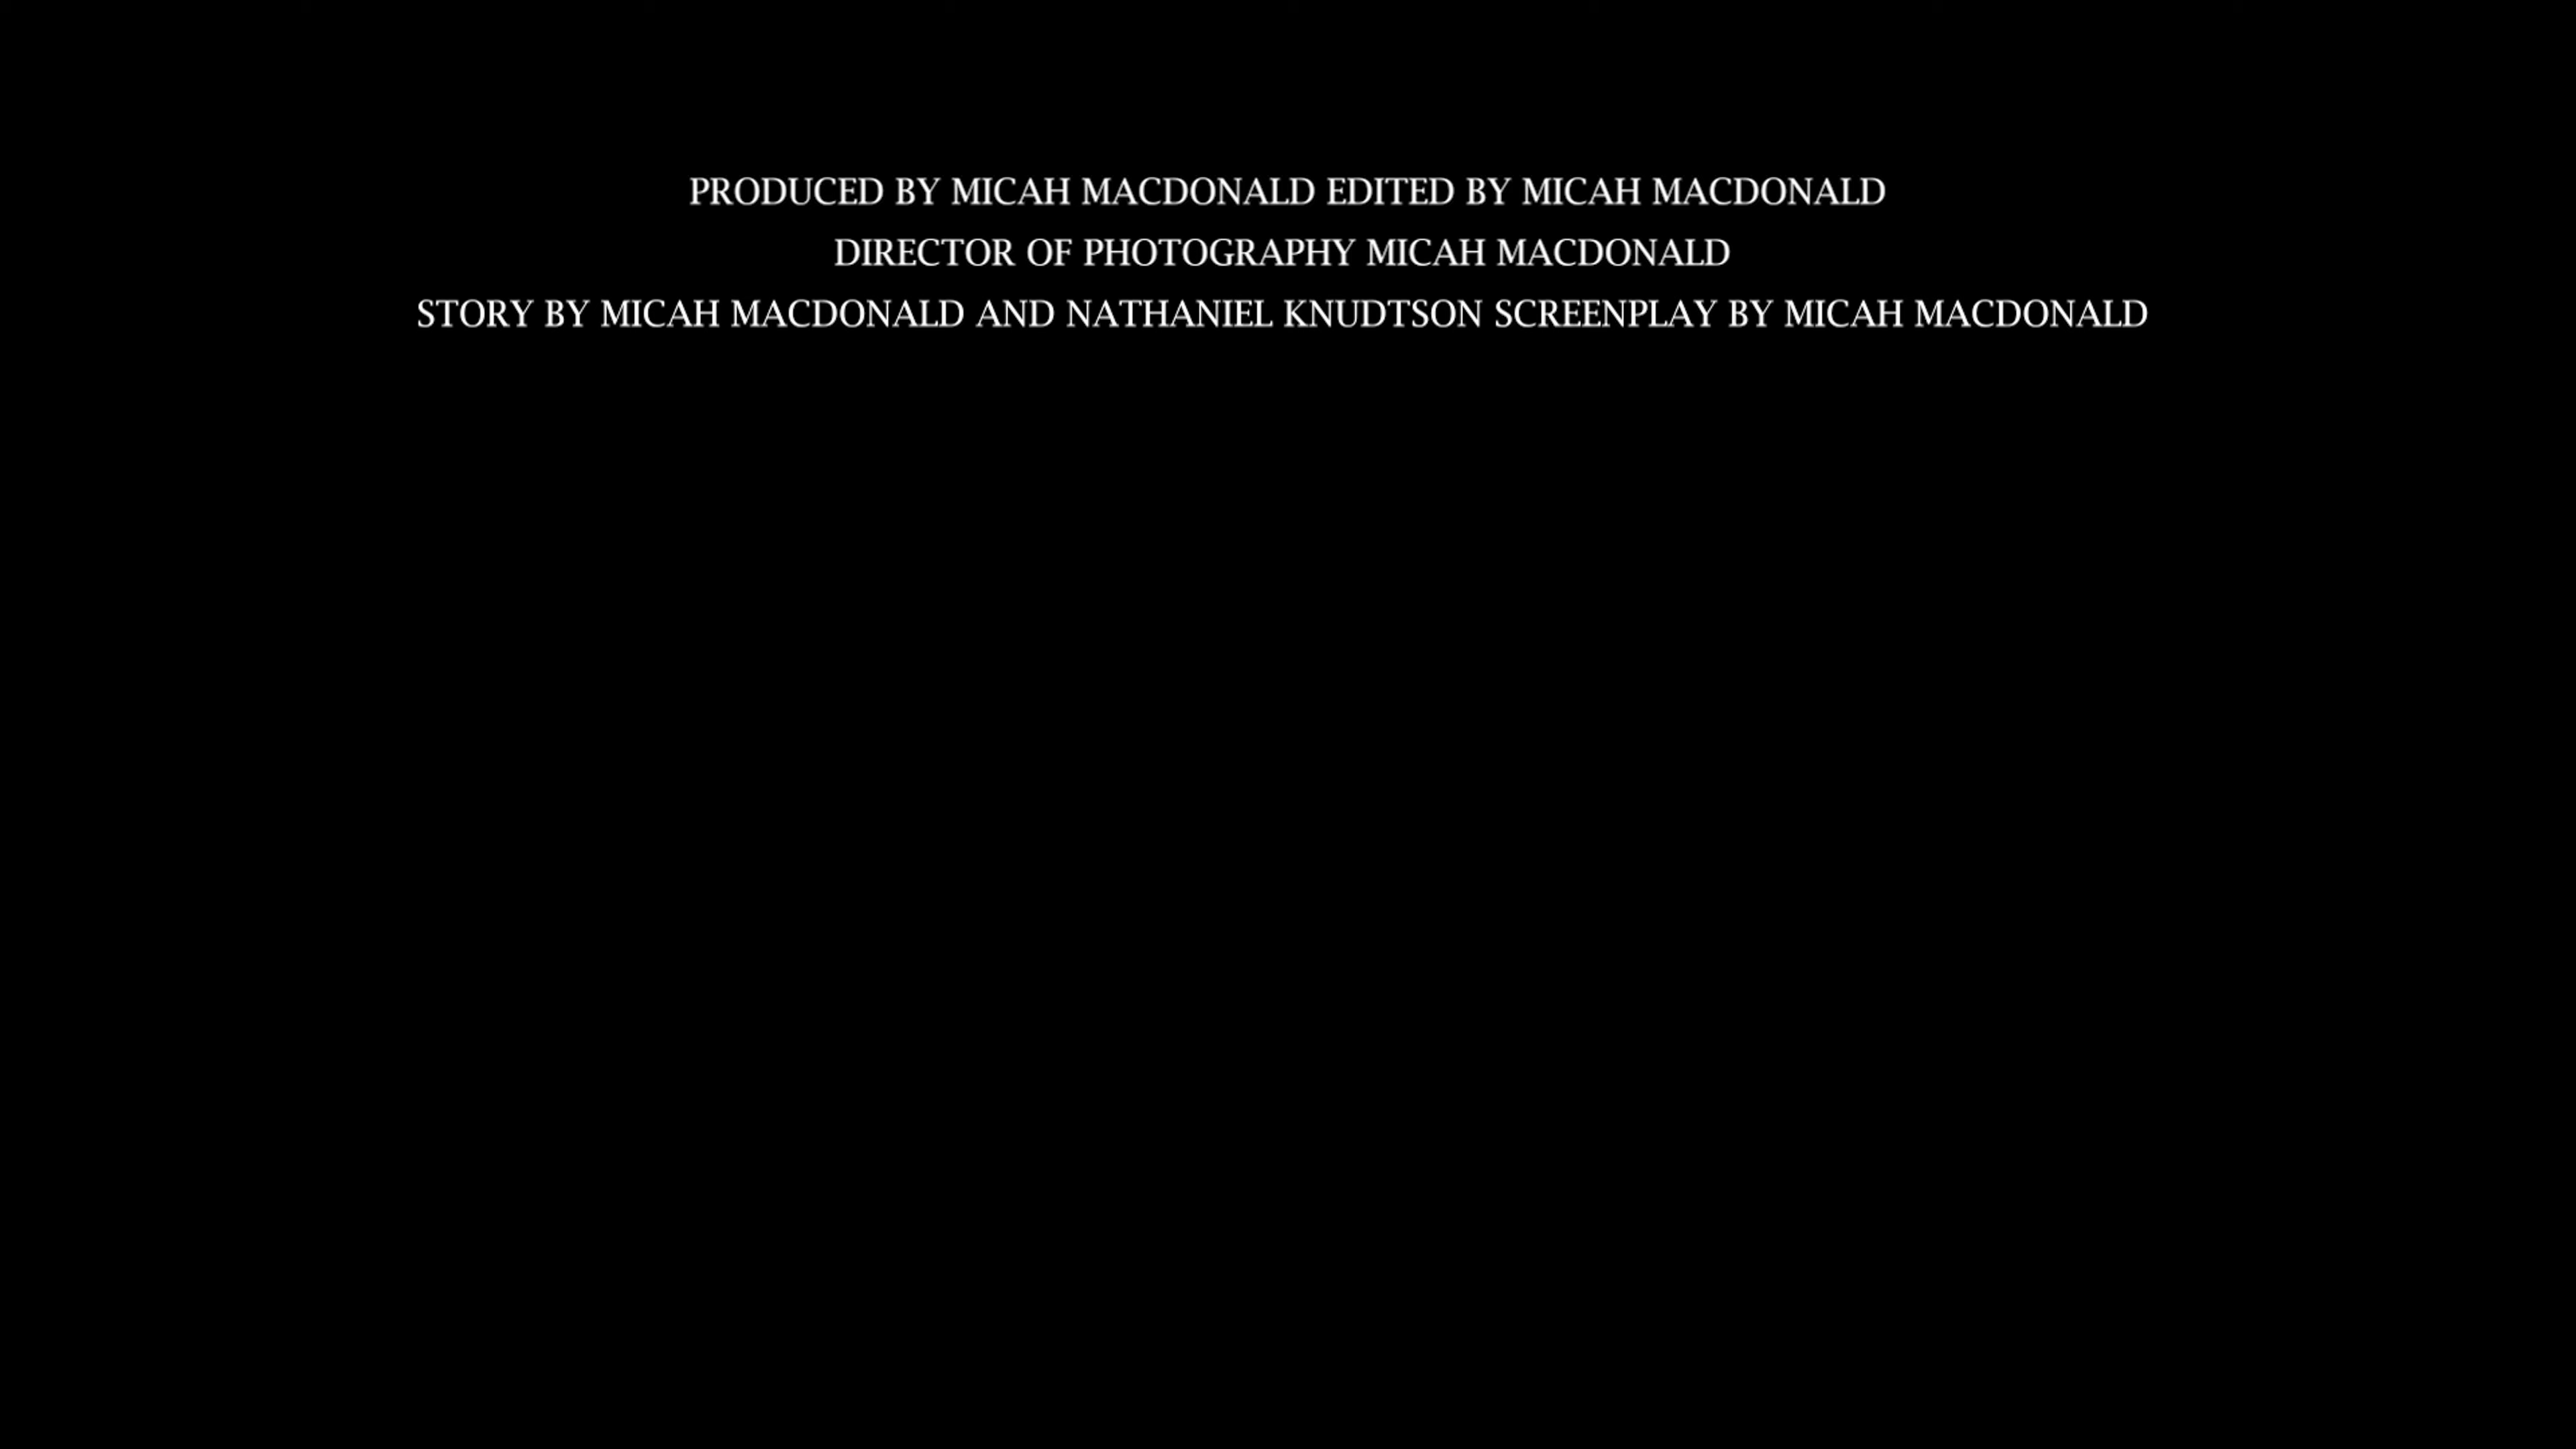 PRODUCED BY MICAH MACDONALD EDITED BY MICAH MACDONALD
DIRECTOR OF PHOTOGRAPHY MICAH MACDONALD
STORY BY MICAH MACDONALD AND NATHANIEL KNUDTSON SCREENPLAY BY MICAH MACDONALD